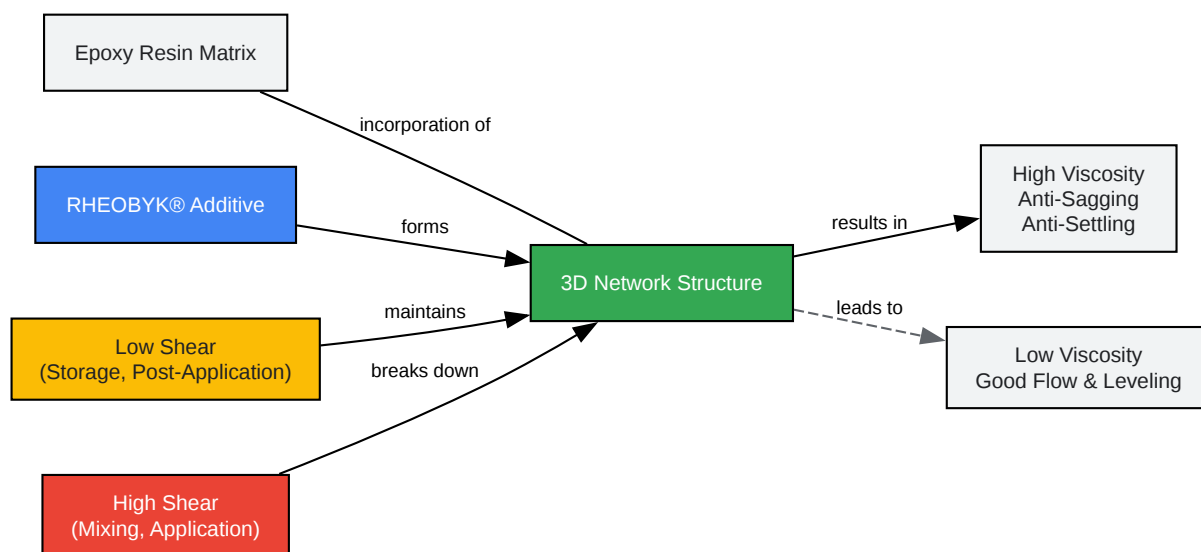 Epoxy Resin Matrix
incorporation of
RHEOBYK® Additive
forms
Low Shear
(Storage, Post-Application)
maintains
breaks down
High Shear
(Mixing, Application)
3D Network Structure
results in
High Viscosity
Anti-Sagging
Anti-Settling
leads to
Low Viscosity
Good Flow & Leveling